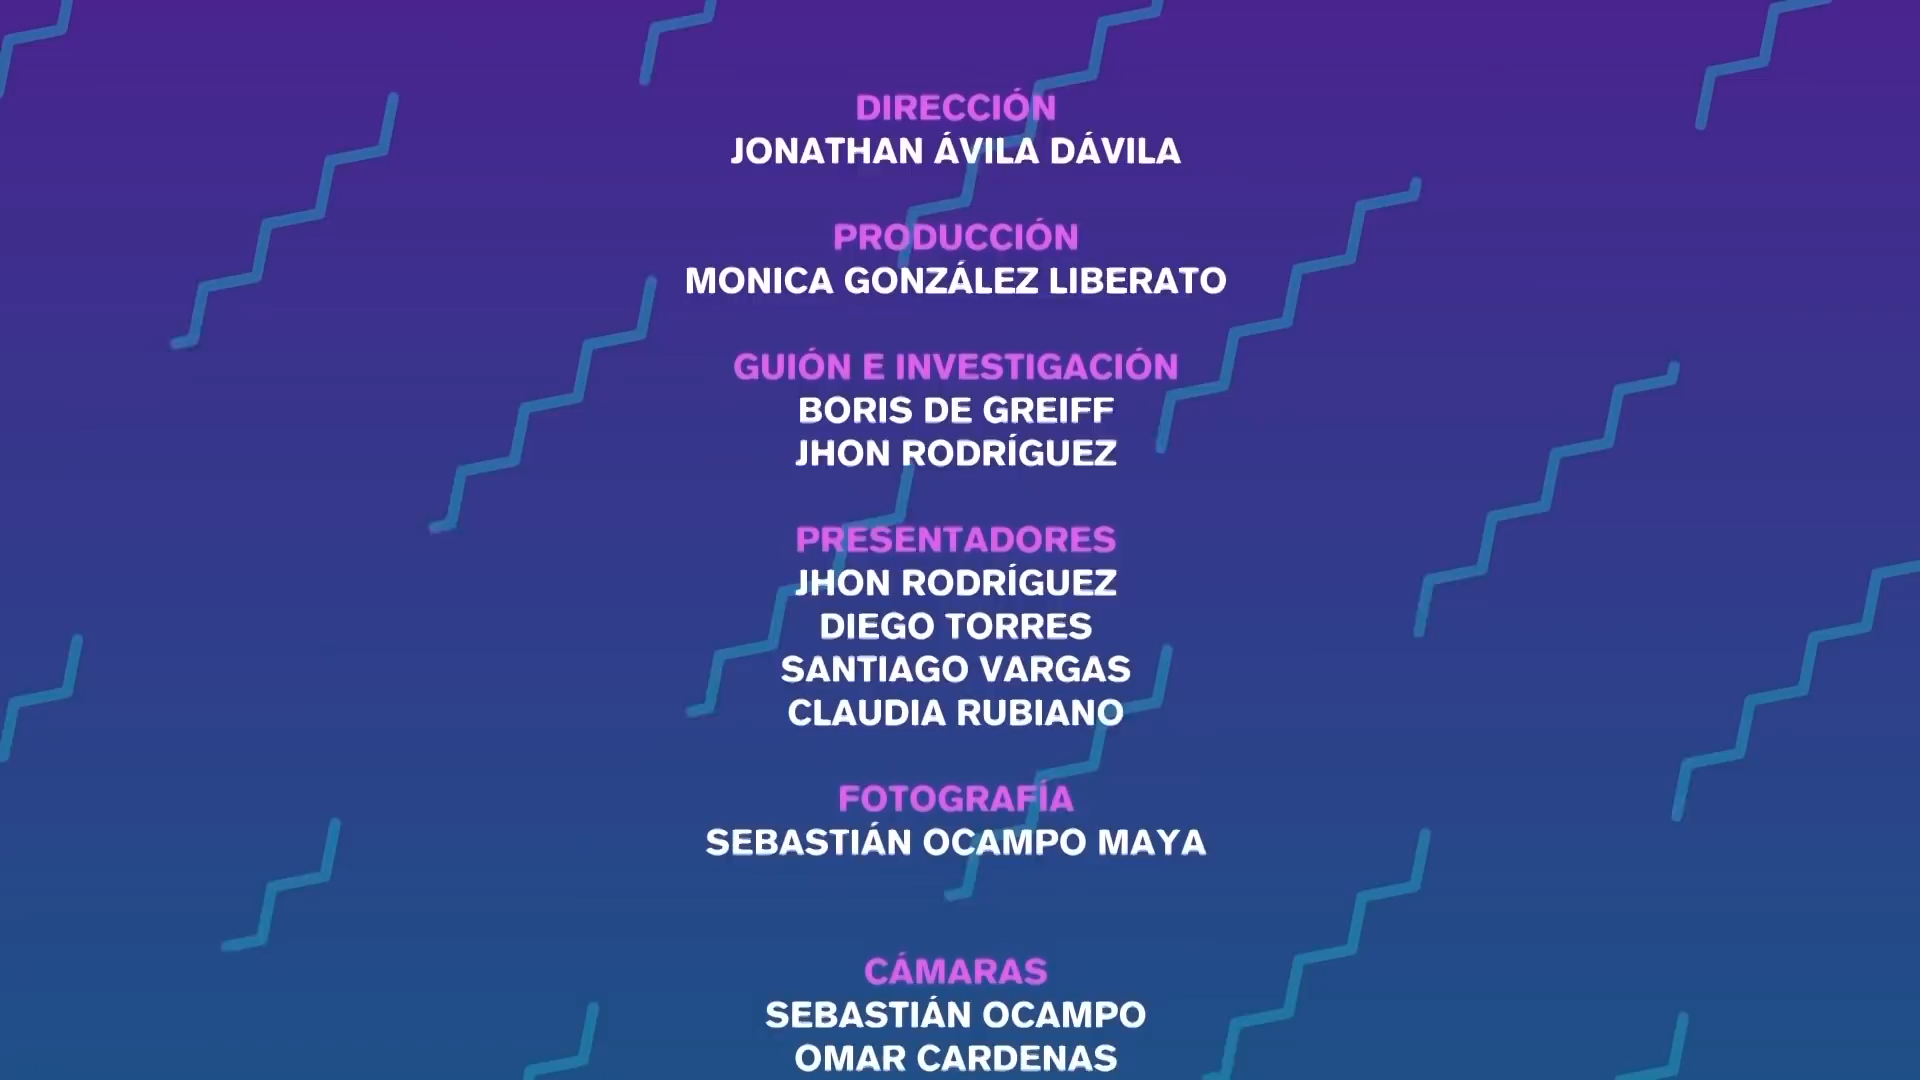 DIRECCIÓN
JONATHAN ÁVILA DÁVILA
PRODUCCIÓN
MONICA GONZÁLEZ LIBERATO
GUIÓN E INVESTIGACIÓN
BORIS DE GREIFF
JHON RODRÍGUEZ
PRESENTADORES
JHON RODRÍGUEZ
DIEGO TORRES
SANTIAGO VARGAS
CLAUDIA RUBIANO
FOTOGRAFÍA
SEBASTIÁN OCAMPO MAYA
CÁMARAS
SEBASTIÁN OCAMPO
OMAR CARDENAS